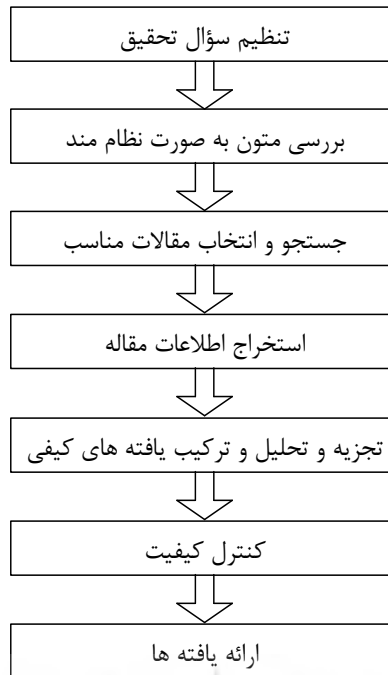 تنظیم سؤال تحقیق
بررسی متون به صورت نظام مند
جستجو و انتخاب مقالات مناسب
استخراج اطلاعات مقاله
تجزیه و تحلیل و ترکیب یافته های کیفی
کنترل کیفیت
ارائه یافته ها